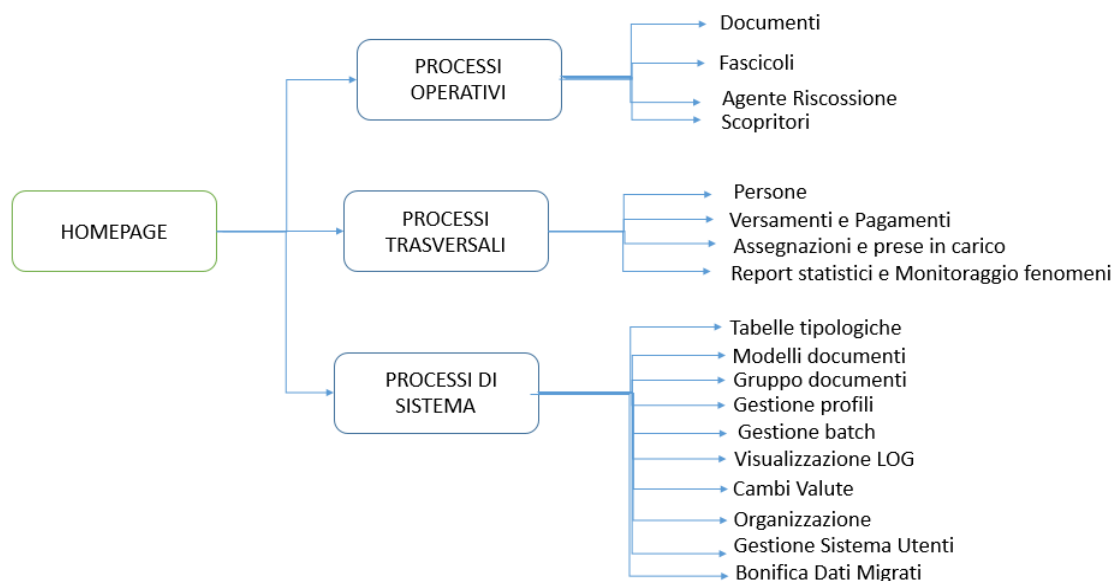 HOMEPAGE
PROCESSI
OPERATIVI
Documenti
Fascicoli
Agente Riscossione
Scopritori
PROCESSI
TRASVERSALI
Persone
Versamenti e Pagamenti
Assegnazioni e prese in carico
Report statistici e Monitoraggio fenomeni
PROCESSI DI
SISTEMA
Tabelle tipologiche
Modelli documenti
Gruppo documenti
Gestione profili
Gestione batch
Visualizzazione LOG
Cambi Valute
Organizzazione
Gestione Sistema Utenti
Bonifica Dati Migrati